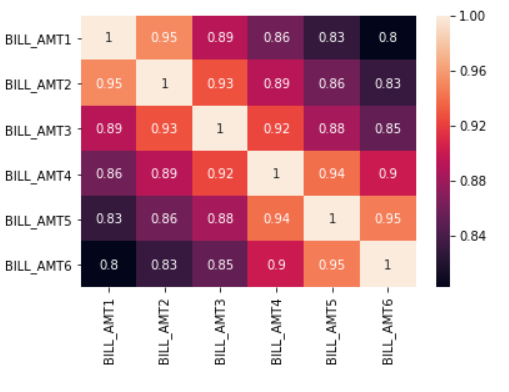 BILL_AMT1 1 0.95 0.89 0.86 0.83 0.8
BILL_AMT2 0.95 1 0.93 0.89 0.86 0.83
BILL_AMT3 0.89 0.93 1 0.92 0.88 0.85
BILL_AMT4 0.86 0.89 0.92 1 0.94 0.9
BILL_AMT5 0.83 0.86 0.88 0.94 1 0.95
BILL_AMT6 0.8 0.83 0.85 0.9 0.95 1
BILL_AMT1
BILL_AMT2
BILL_AMT3
BILL_AMT4
BILL_AMT5
BILL_AMT6
1.00
0.96
0.92
0.88
0.84